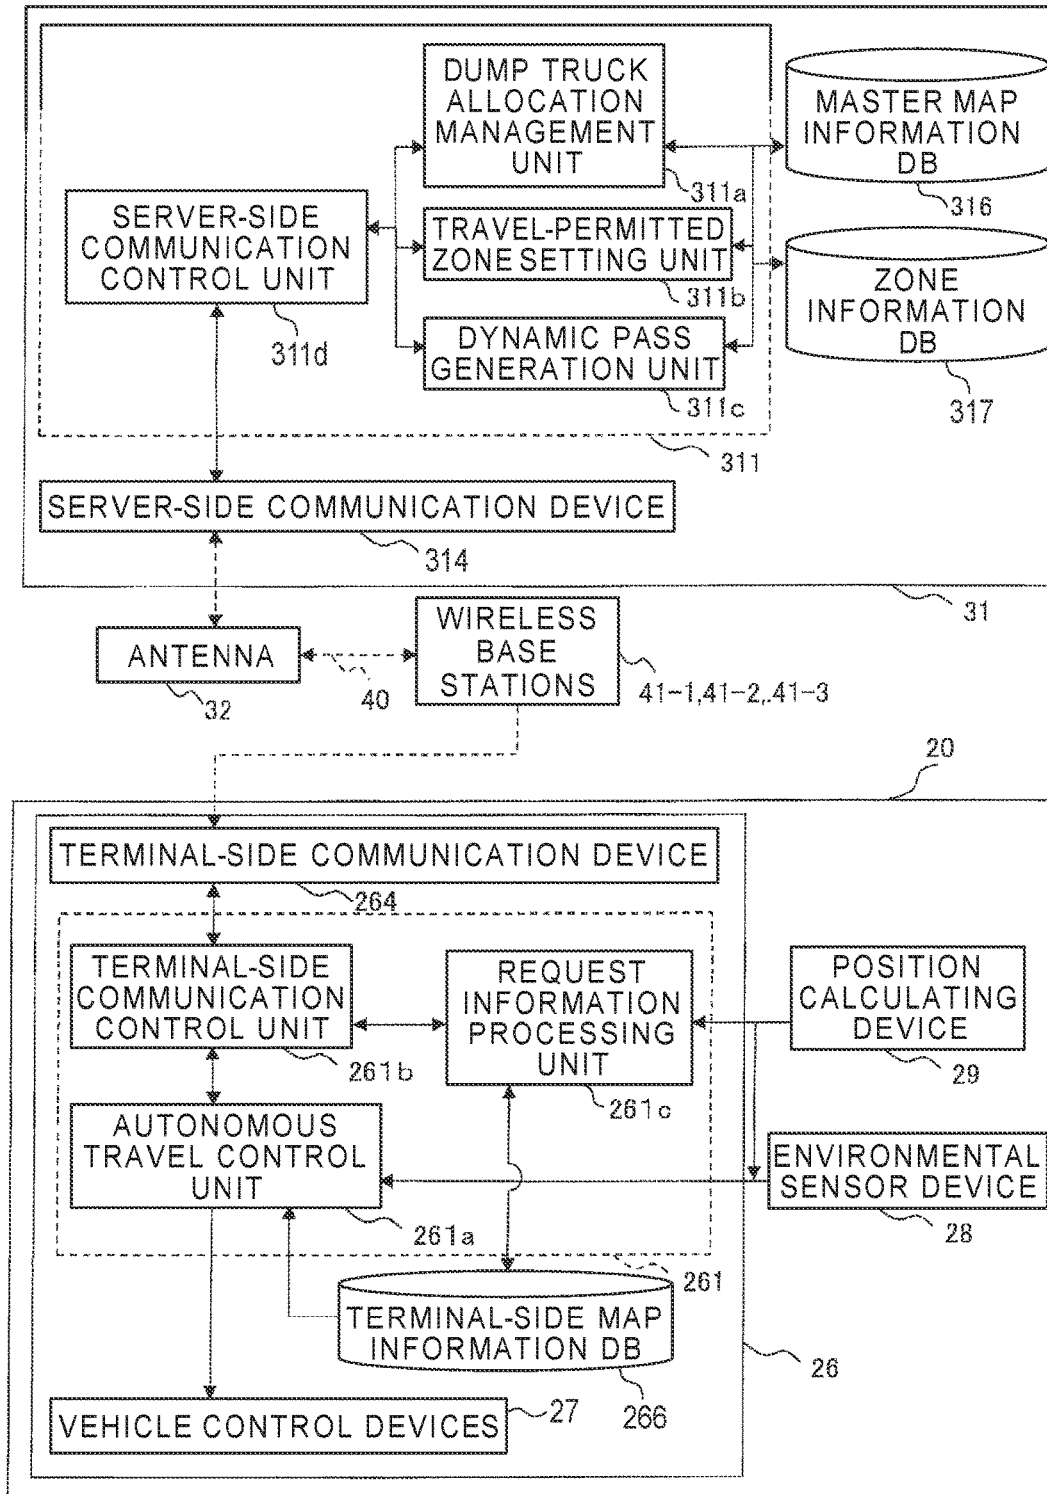 DUMP TRUCK
ALLOCATION
MANAGEMENT
UNIT
311a
MASTER MAP
INFORMATION
DB
316
SERVER-SIDE
COMMUNICATION
CONTROL UNIT
311d
TRAVEL-PERMITTED
ZONE SETTING UNIT
311b
ZONE
INFORMATION
DB
317
DYNAMIC PASS
GENERATION UNIT
311c
311
SERVER-SIDE COMMUNICATION DEVICE
314
31
ANTENNA
32
40
WIRELESS
BASE
STATIONS
41-1,41-2,.41-3
20
TERMINAL-SIDE COMMUNICATION DEVICE
264
TERMINAL-SIDE
COMMUNICATION
CONTROL UNIT
261b
REQUEST
INFORMATION
PROCESSING
UNIT
261c
POSITION
CALCULATING
DEVICE
29
AUTONOMOUS
TRAVEL CONTROL
UNIT
261a
ENVIRONMENTAL
SENSOR DEVICE
28
261
TERMINAL-SIDE MAP
INFORMATION DB
266
26
VEHICLE CONTROL DEVICES
27